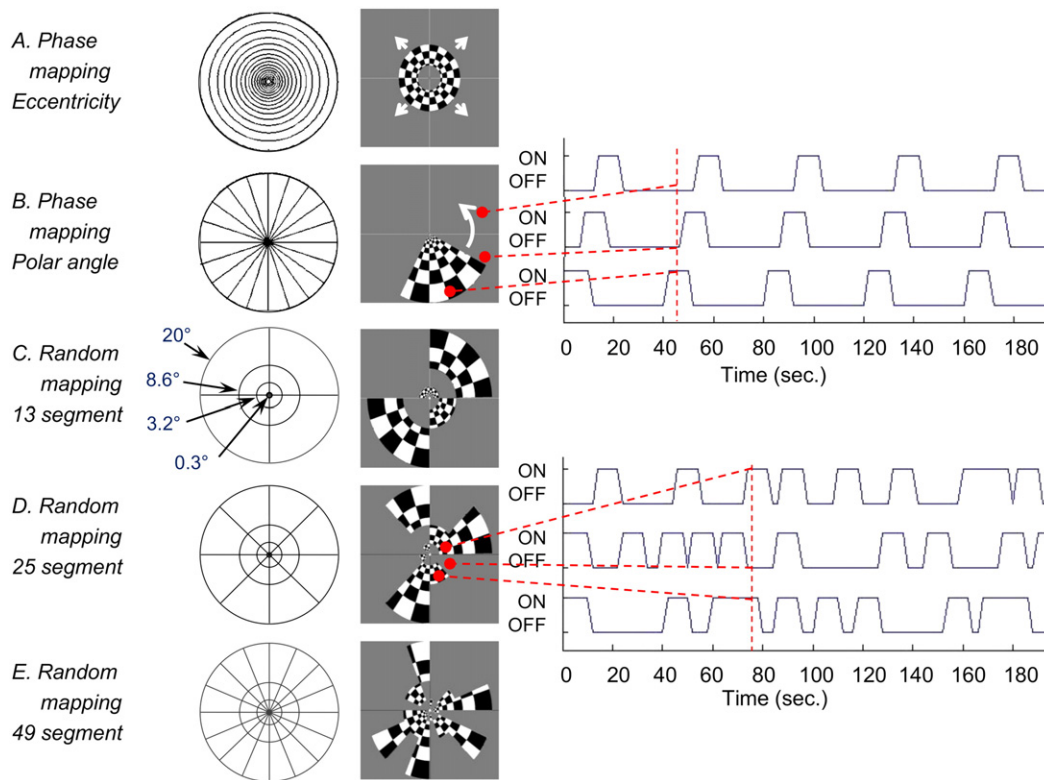 A. Phase
mapping
Eccentricity
B. Phase
mapping
Polar angle
C. Random
mapping
13 segment
20°
8.6°
3.2°
0.3°
D. Random
mapping
25 segment
E. Random
mapping
49 segment
ON
OFF
ON
OFF
ON
OFF
0 20 40 60 80 100 120 140 160 180
Time (sec.)
ON
OFF
ON
OFF
ON
OFF
0 20 40 60 80 100 120 140 160 180
Time (sec.)